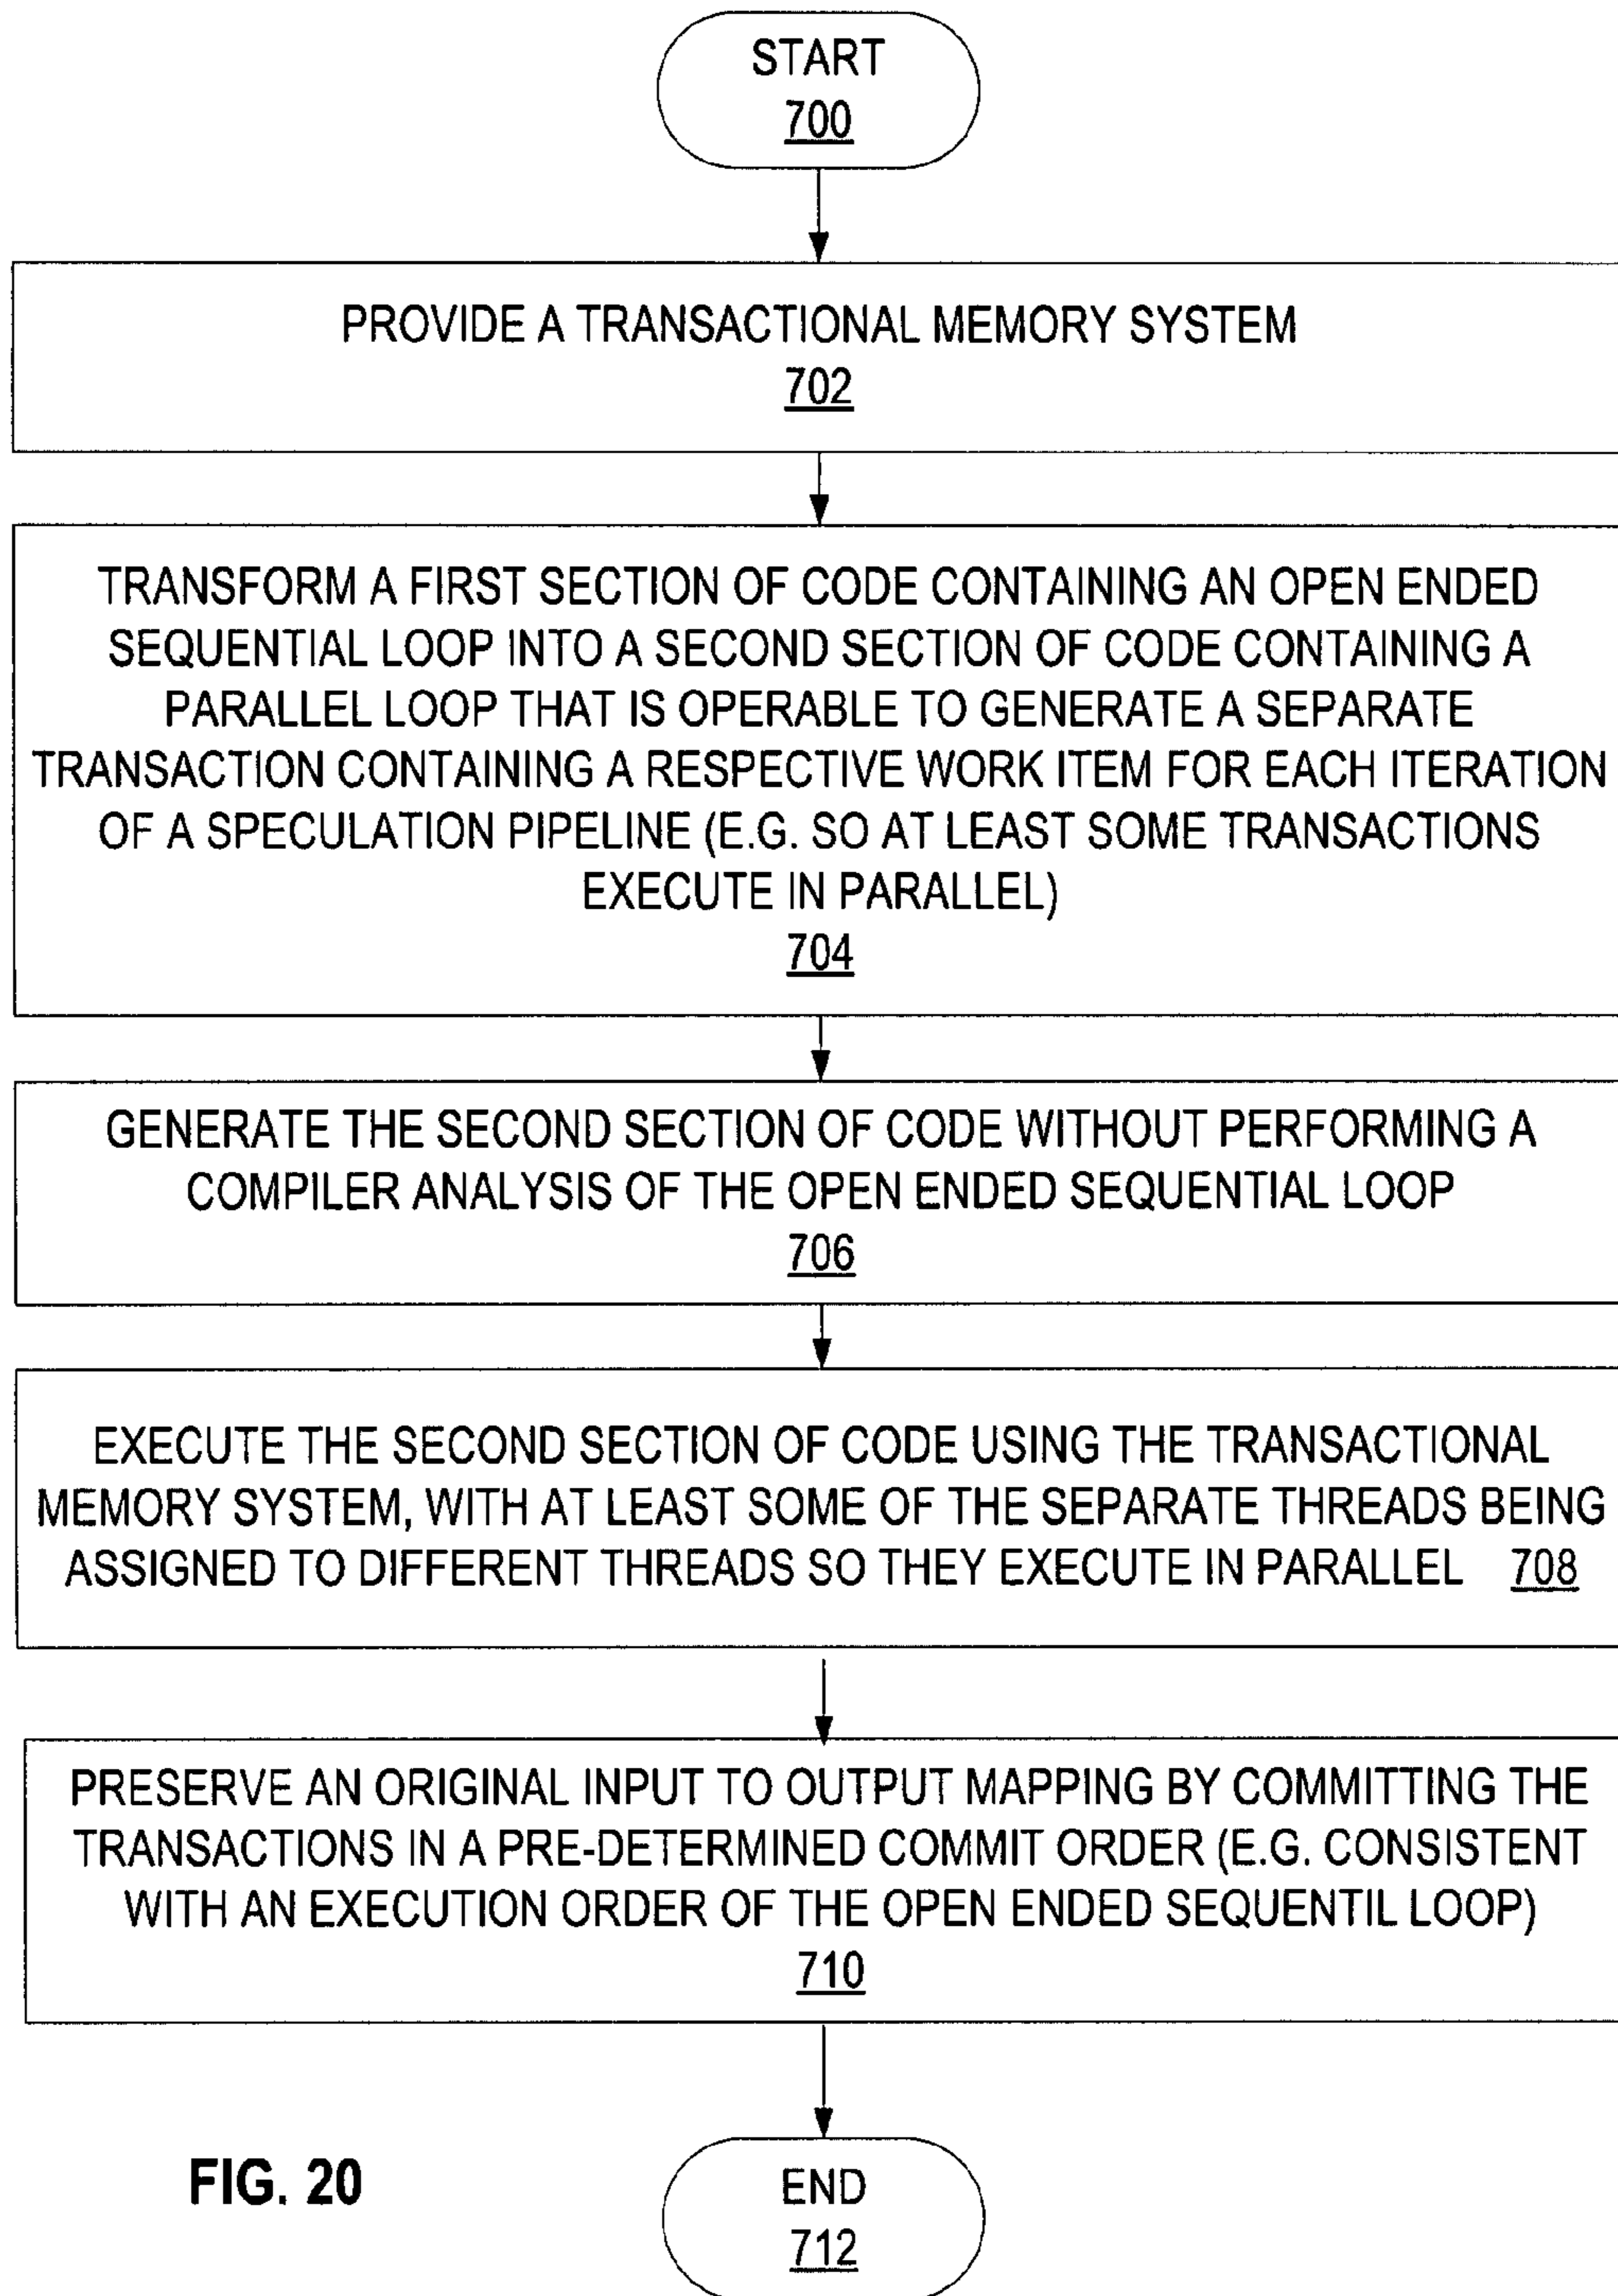 START
700
PROVIDE A TRANSACTIONAL MEMORY SYSTEM
702
TRANSFORM A FIRST SECTION OF CODE CONTAINING AN OPEN ENDED
SEQUENTIAL LOOP INTO A SECOND SECTION OF CODE CONTAINING A
PARALLEL LOOP THAT IS OPERABLE TO GENERATE A SEPARATE
TRANSACTION CONTAINING A RESPECTIVE WORK ITEM FOR EACH ITERATION
OF A SPECULATION PIPELINE (E.G. SO AT LEAST SOME TRANSACTIONS
EXECUTE IN PARALLEL)
704
GENERATE THE SECOND SECTION OF CODE WITHOUT PERFORMING A
COMPILER ANALYSIS OF THE OPEN ENDED SEQUENTIAL LOOP
706
EXECUTE THE SECOND SECTION OF CODE USING THE TRANSACTIONAL
MEMORY SYSTEM, WITH AT LEAST SOME OF THE SEPARATE THREADS BEING
ASSIGNED TO DIFFERENT THREADS SO THEY EXECUTE IN PARALLEL 708
PRESERVE AN ORIGINAL INPUT TO OUTPUT MAPPING BY COMMITTING THE
TRANSACTIONS IN A PRE-DETERMINED COMMIT ORDER (E.G. CONSISTENT
WITH AN EXECUTION ORDER OF THE OPEN ENDED SEQUENTIL LOOP)
710
FIG. 20
END
712